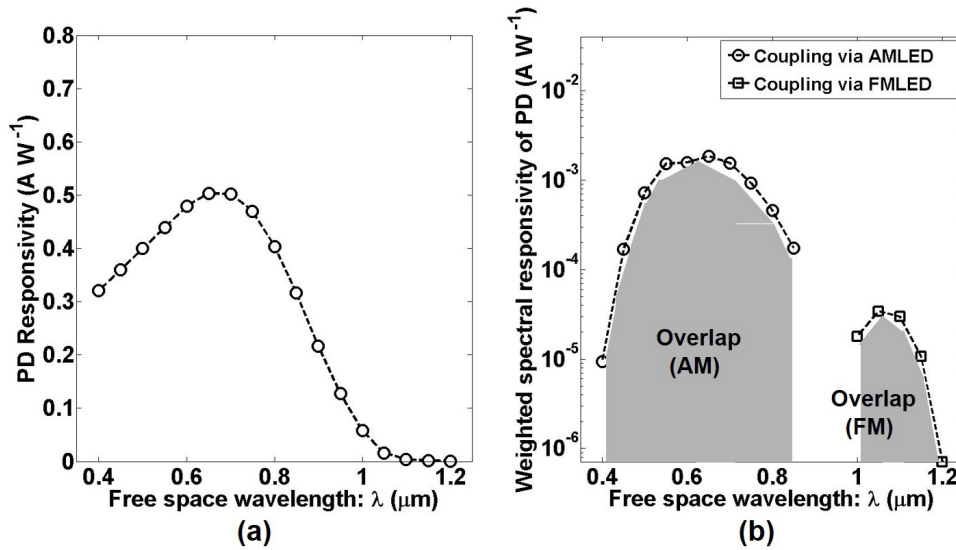 PD Responsivity (A W⁻¹)
0.8
0.7
0.6
0.5
0.4
0.3
0.2
0.1
0
0.4 0.6 0.8 1 1.2
Free space wavelength: λ (μm)
(a)
Weighted spectral responsivity of PD (A W⁻¹)
Coupling via AMLED
Coupling via FMLED
10⁻²
10⁻³
10⁻⁴
10⁻⁵
10⁻⁶
Overlap
(AM)
Overlap
(FM)
0.4 0.6 0.8 1 1.2
Free space wavelength: λ (μm)
(b)